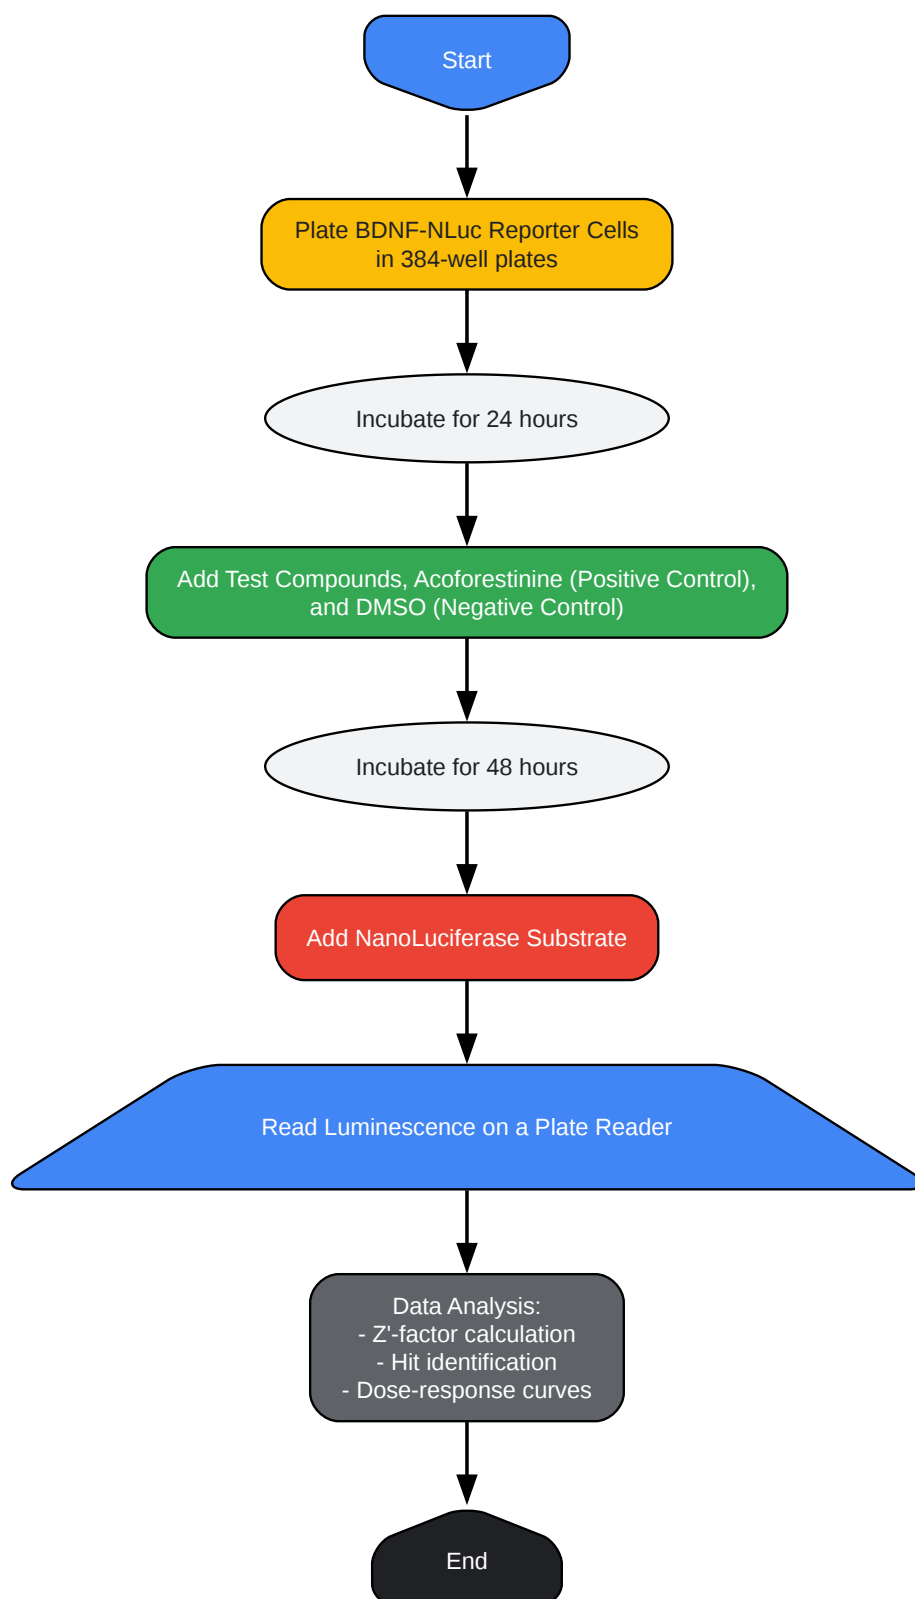 Start
Plate BDNF-NLuc Reporter Cells
in 384-well plates
Incubate for 24 hours
Add Test Compounds, Acoforestinine (Positive Control),
and DMSO (Negative Control)
Incubate for 48 hours
Add NanoLuciferase Substrate
Read Luminescence on a Plate Reader
Data Analysis:
- Z'-factor calculation
- Hit identification
- Dose-response curves
End